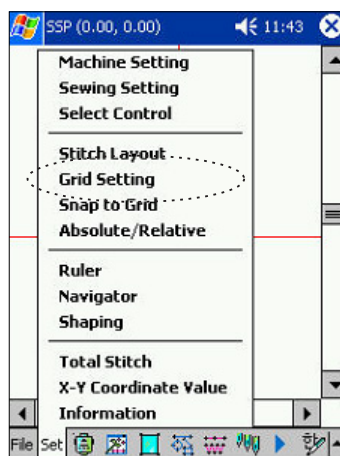 SSP (0.00, 0.00) 11:43
Machine Setting
Sewing Setting
Select Control
Stitch Layout
Grid Setting
Snap to Grid
Absolute/Relative
Ruler
Navigator
Shaping
Total Stitch
X-Y Coordinate Value
Information
File Set